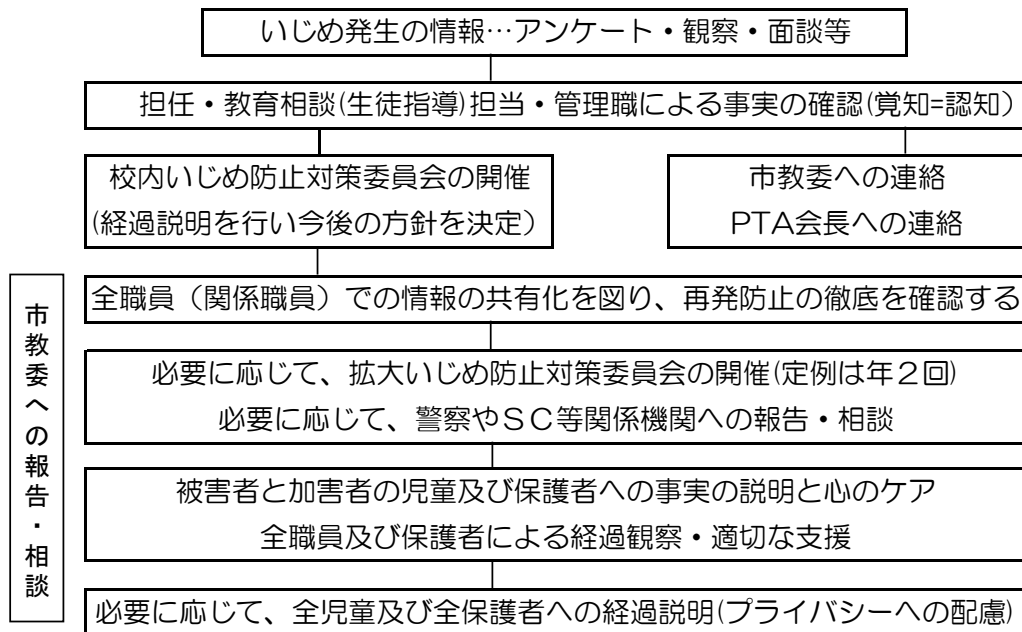 いじめ発生の情報…アンケート・観察・面談等
担任・教育相談(生徒指導)担当・管理職による事実の確認(覚知=認知)
校内いじめ防止対策委員会の開催
(経過説明を行い今後の方針を決定)
市教委への連絡
PTA会長への連絡
市教委への報告・相談
全職員（関係職員）での情報の共有化を図り、再発防止の徹底を確認する
必要に応じて、拡大いじめ防止対策委員会の開催(定例は年２回)
必要に応じて、警察やＳＣ等関係機関への報告・相談
被害者と加害者の児童及び保護者への事実の説明と心のケア
全職員及び保護者による経過観察・適切な支援
必要に応じて、全児童及び全保護者への経過説明(プライバシーへの配慮)